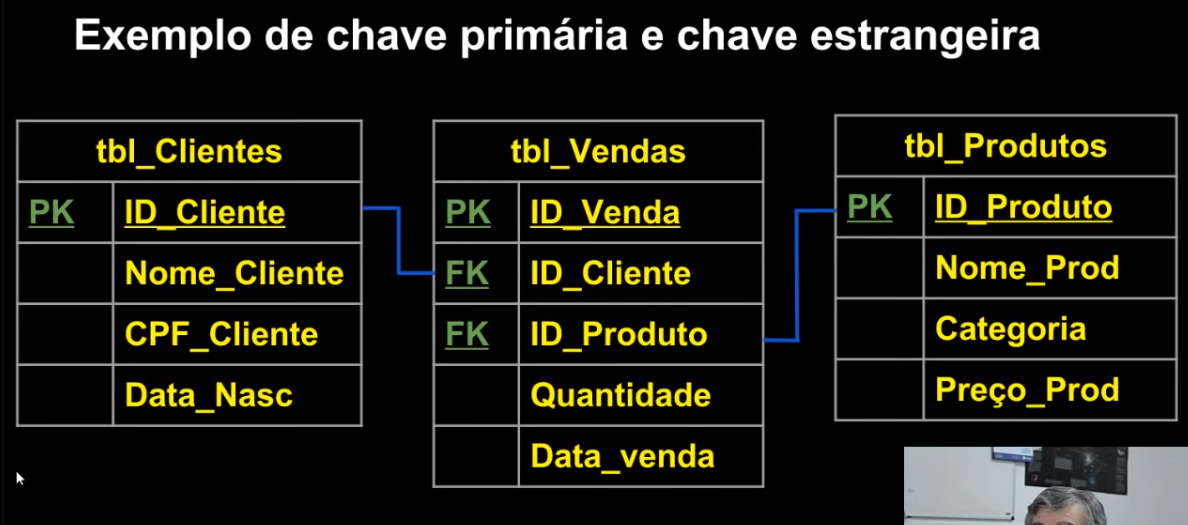 Exemplo de chave primária e chave estrangeira
tbl_Clientes
PK ID_Cliente
Nome_Cliente
CPF_Cliente
Data_Nasc
tbl_Vendas
PK ID_Venda
FK ID_Cliente
FK ID_Produto
Quantidade
Data_venda
tbl_Produtos
PK ID_Produto
Nome_Prod
Categoria
Preço_Prod